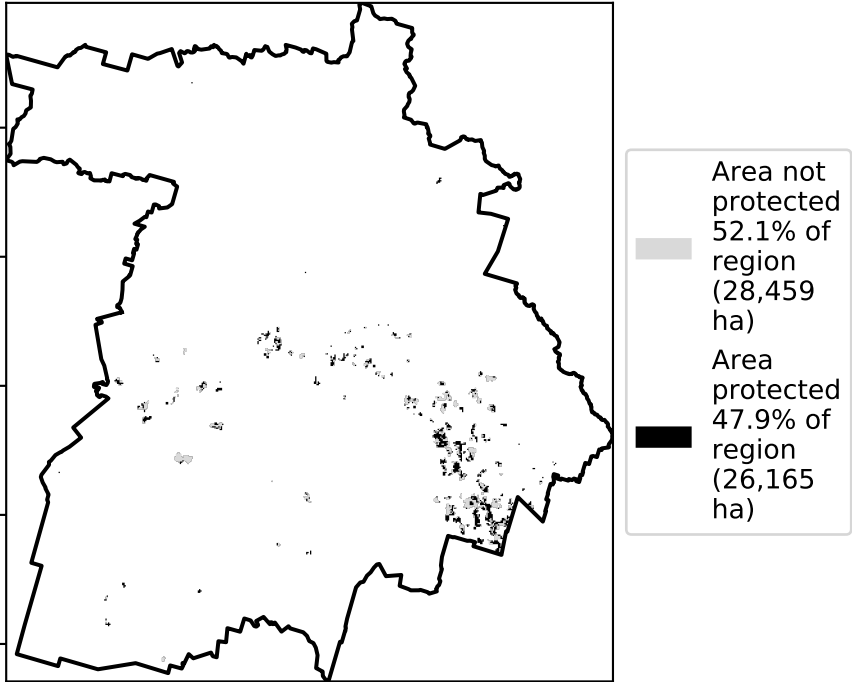 Area not
protected
52.1% of
region
(28,459
ha)
Area
protected
47.9% of
region
(26,165
ha)